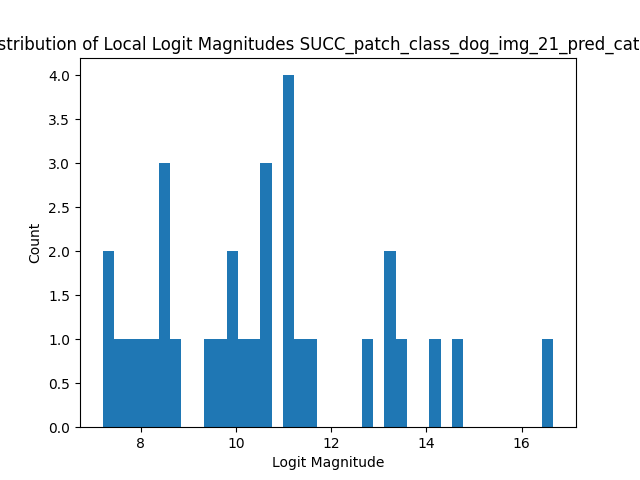 stribution of Local Logit Magnitudes SUCC_patch_class_dog_img_21_pred_cat
4.0
3.5
3.0
2.5
2.0
1.5
1.0
0.5
0.0
Count
8 10 12 14 16
Logit Magnitude